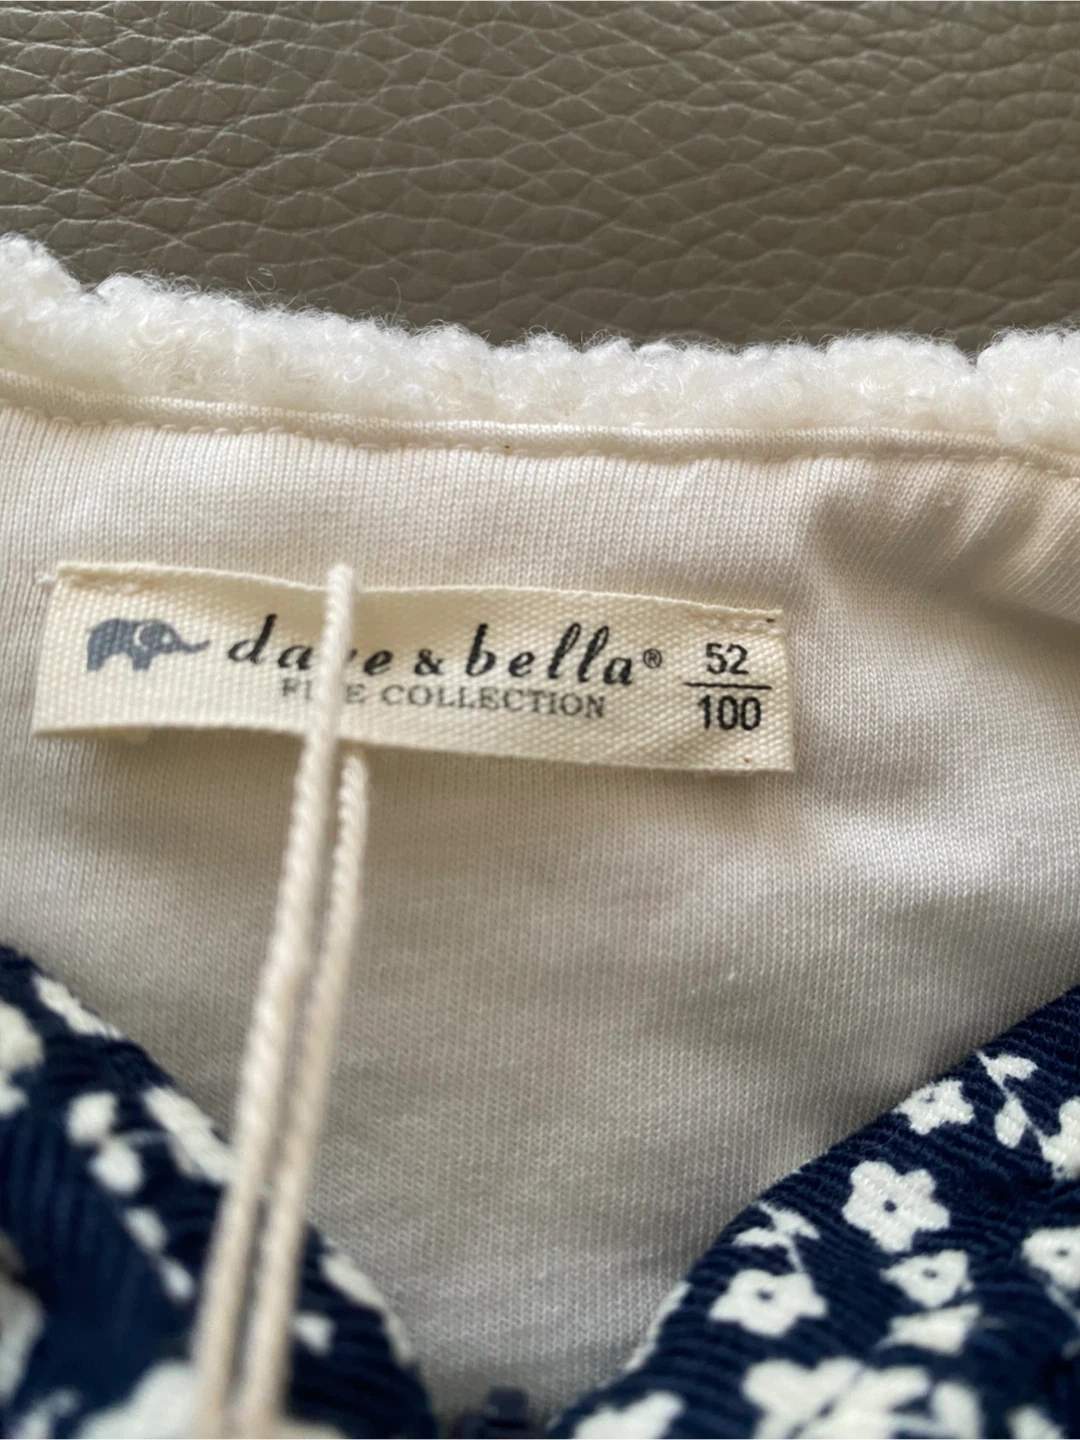 dave & bella®
FINE COLLECTION
52
100